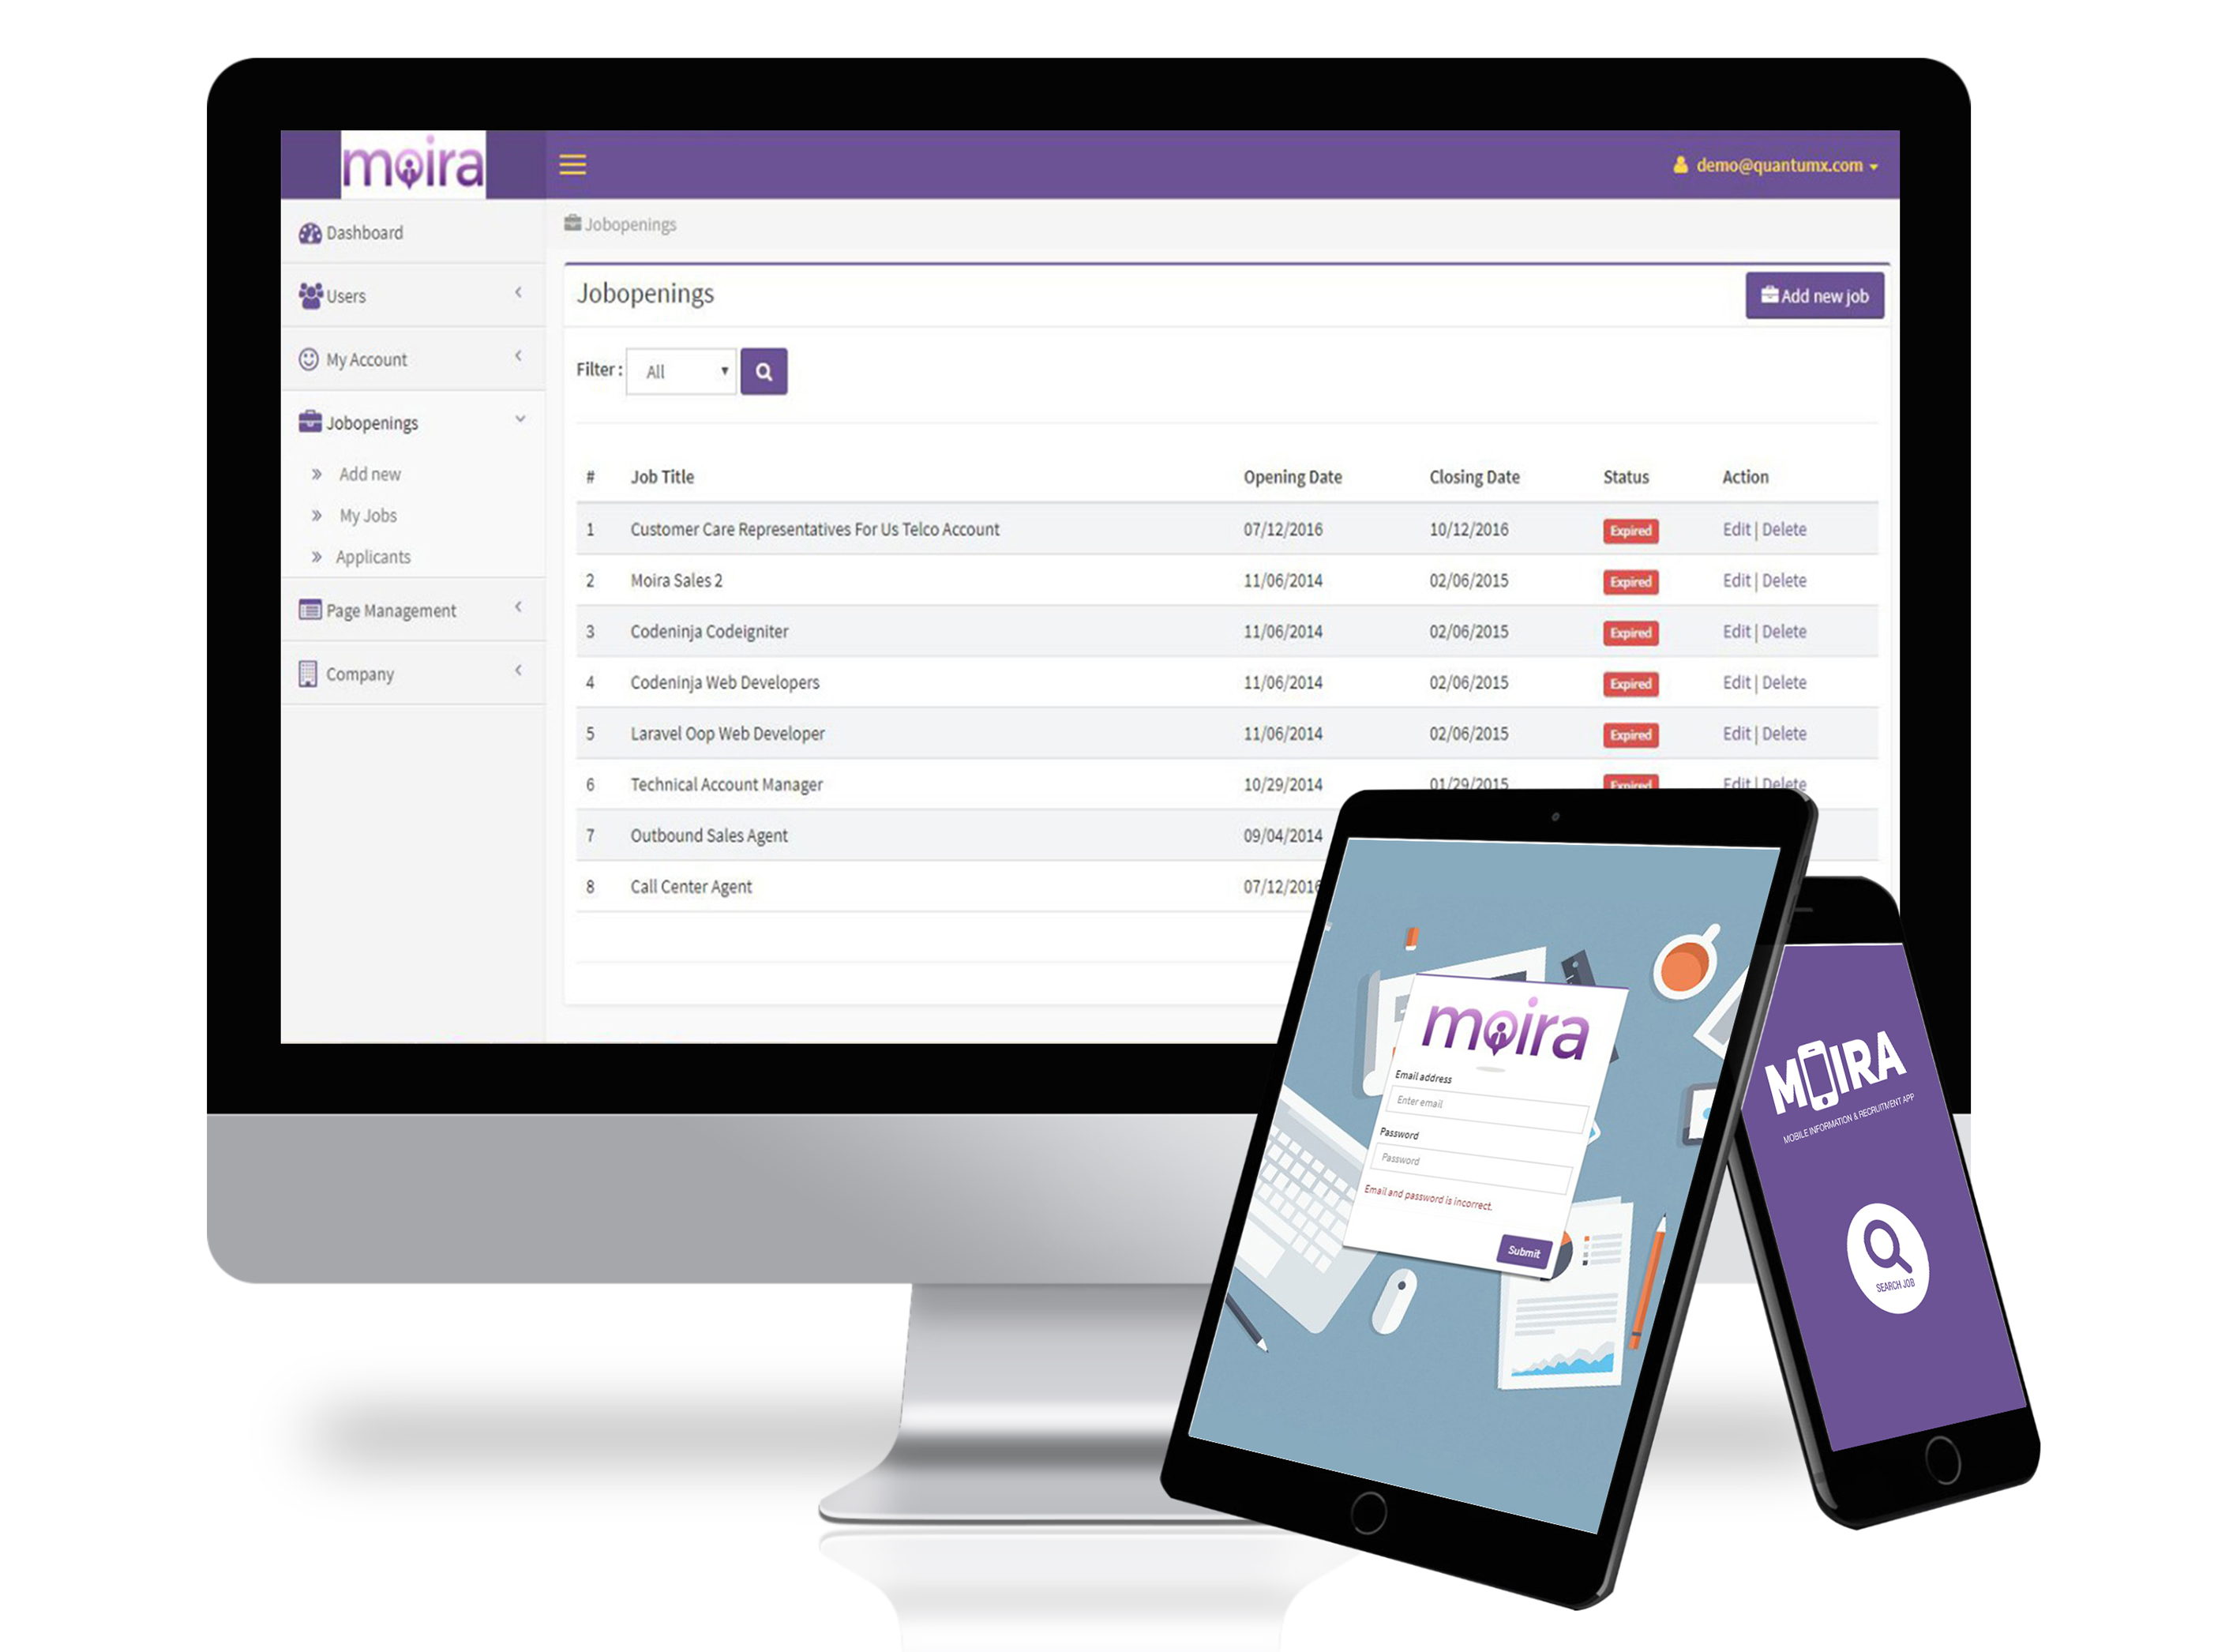 moira
demo@quantumx.com
Dashboard
Users
My Account
Jobopenings
Add new
My Jobs
Applicants
Page Management
Company
Jobopenings
Jobopenings
Add new job
Filter : All
# Job Title Opening Date Closing Date Status Action
1 Customer Care Representatives For Us Telco Account 07/12/2016 10/12/2016 Expired Edit | Delete
2 Moira Sales 2 11/06/2014 02/06/2015 Expired Edit | Delete
3 Codeninja Codeigniter 11/06/2014 02/06/2015 Expired Edit | Delete
4 Codeninja Web Developers 11/06/2014 02/06/2015 Expired Edit | Delete
5 Laravel Oop Web Developer 11/06/2014 02/06/2015 Expired Edit | Delete
6 Technical Account Manager 10/29/2014 01/29/2015 Expired Edit | Delete
7 Outbound Sales Agent 09/04/2014
8 Call Center Agent 07/12/2016
moira
Email address
Enter email
Password
Password
Email and password is incorrect.
Submit
MOIRA
MOBILE INFORMATION & RECRUITMENT APP
SEARCH JOB